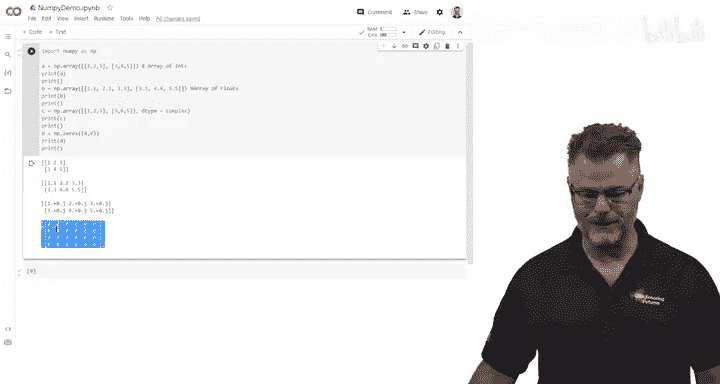 NumpyDemo.ipynb
File Edit View Insert Runtime Tools Help All changes saved
Comment Share
+ Code + Text
RAM
Disk
Editing
import numpy as np
a = np.array([[1,2,3], [3,4,5]]) # Array of Ints
print(a)
print()
b = np.array([[1.1, 2.2, 3.3], [3.3, 4.4, 5.5]]) #Array of Floats
print(b)
print()
c = np.array([[1,2,3], [3,4,5]], dtype = complex)
print(c)
print()
d = np.zeros((4,6))
print(d)
print()
[[1 2 3]
[3 4 5]]
[[1.1 2.2 3.3]
[3.3 4.4 5.5]]
[[1.+0.j 2.+0.j 3.+0.j]
[3.+0.j 4.+0.j 5.+0.j]]
[0]
Futures
bilibili